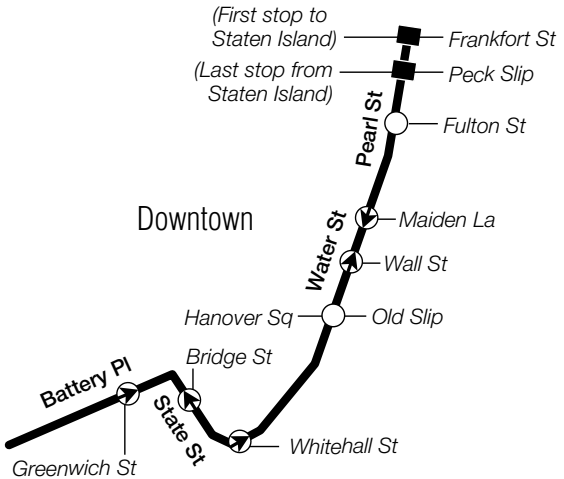 (First stop to
Staten Island)
Frankfort St
(Last stop from
Staten Island)
Peck Slip
Pearl St
Fulton St
Downtown
Maiden La
Water St
Wall St
Hanover Sq
Old Slip
Bridge St
Battery Pl
State St
Whitehall St
Greenwich St